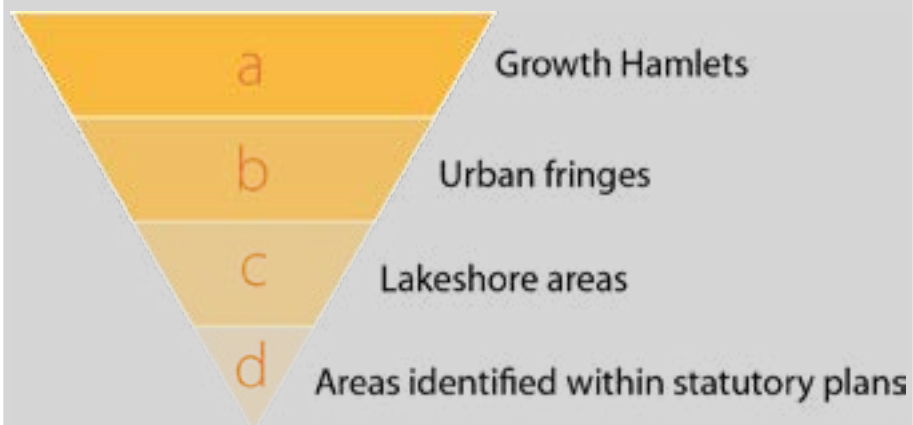 a Growth Hamlets
b Urban fringes
c Lakeshore areas
d Areas identified within statutory plans